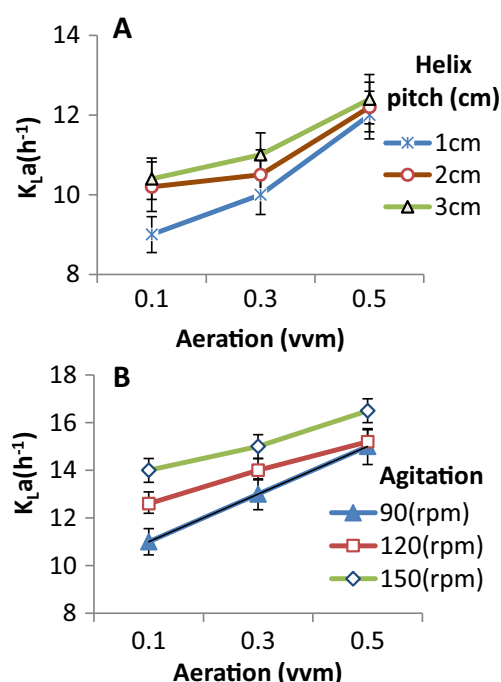 A
14
12
10
8
K_La(h^-1)
0.1 0.3 0.5
Aeration (vvm)
Helix
pitch (cm)
1cm
2cm
3cm
B
18
16
14
12
10
8
K_La(h^-1)
0.1 0.3 0.5
Aeration (vvm)
Agitation
90(rpm)
120(rpm)
150(rpm)